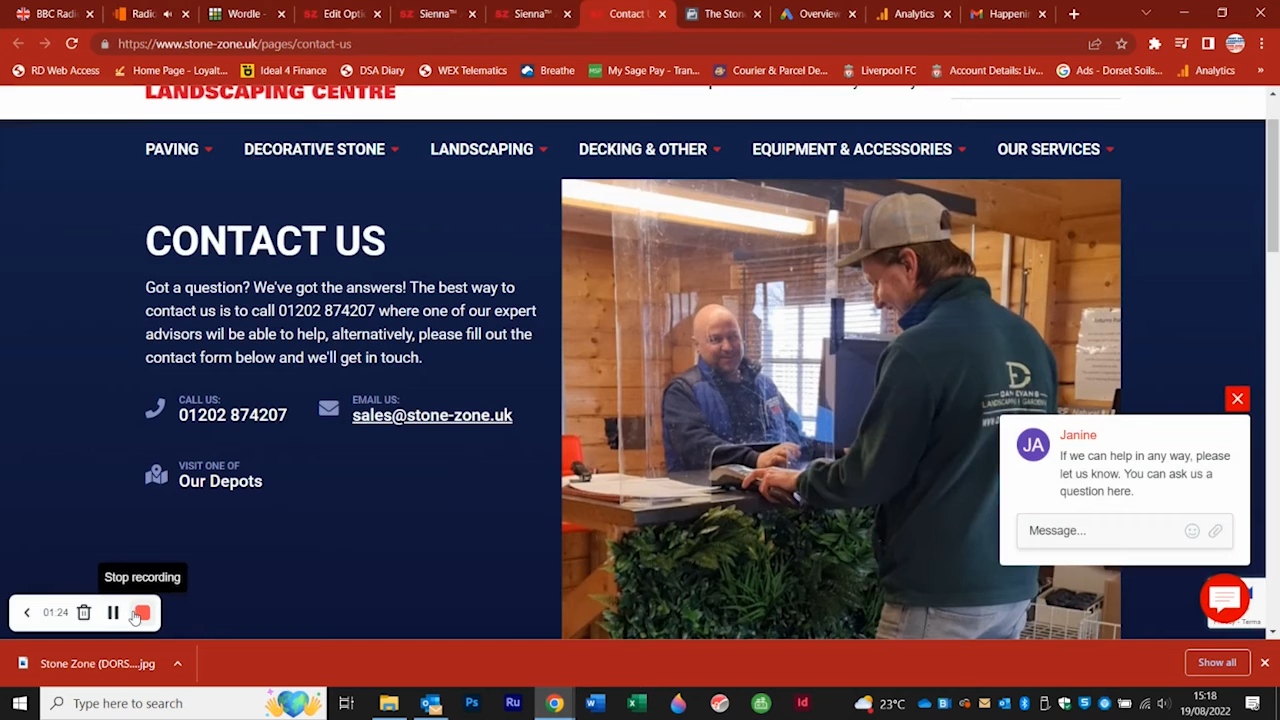 BBC Radi
Radio
Wordle -
Edit Opti
Sienna™
Sienna™
Contact U
The Ston
Overview
Analytics
Happenin
https://www.stone-zone.uk/pages/contact-us
RD Web Access
Home Page - Loyalt...
Ideal 4 Finance
DSA Diary
WEX Telematics
Breathe
My Sage Pay - Tran...
Courier & Parcel De...
Liverpool FC
Account Details: Liv...
Ads - Dorset Soils...
Analytics
»
LANDSCAPING CENTRE
PAVING
DECORATIVE STONE
LANDSCAPING
DECKING & OTHER
EQUIPMENT & ACCESSORIES
OUR SERVICES
CONTACT US
Got a question? We've got the answers! The best way to
contact us is to call 01202 874207 where one of our expert
advisors wil be able to help, alternatively, please fill out the
contact form below and we'll get in touch.
CALL US:
01202 874207
EMAIL US:
sales@stone-zone.uk
VISIT ONE OF
Our Depots
JA
Janine
If we can help in any way, please
let us know. You can ask us a
question here.
Message...
Stop recording
01:24
Stone Zone (DORS....jpg
Show all
Type here to search
23°C
15:18
19/08/2022